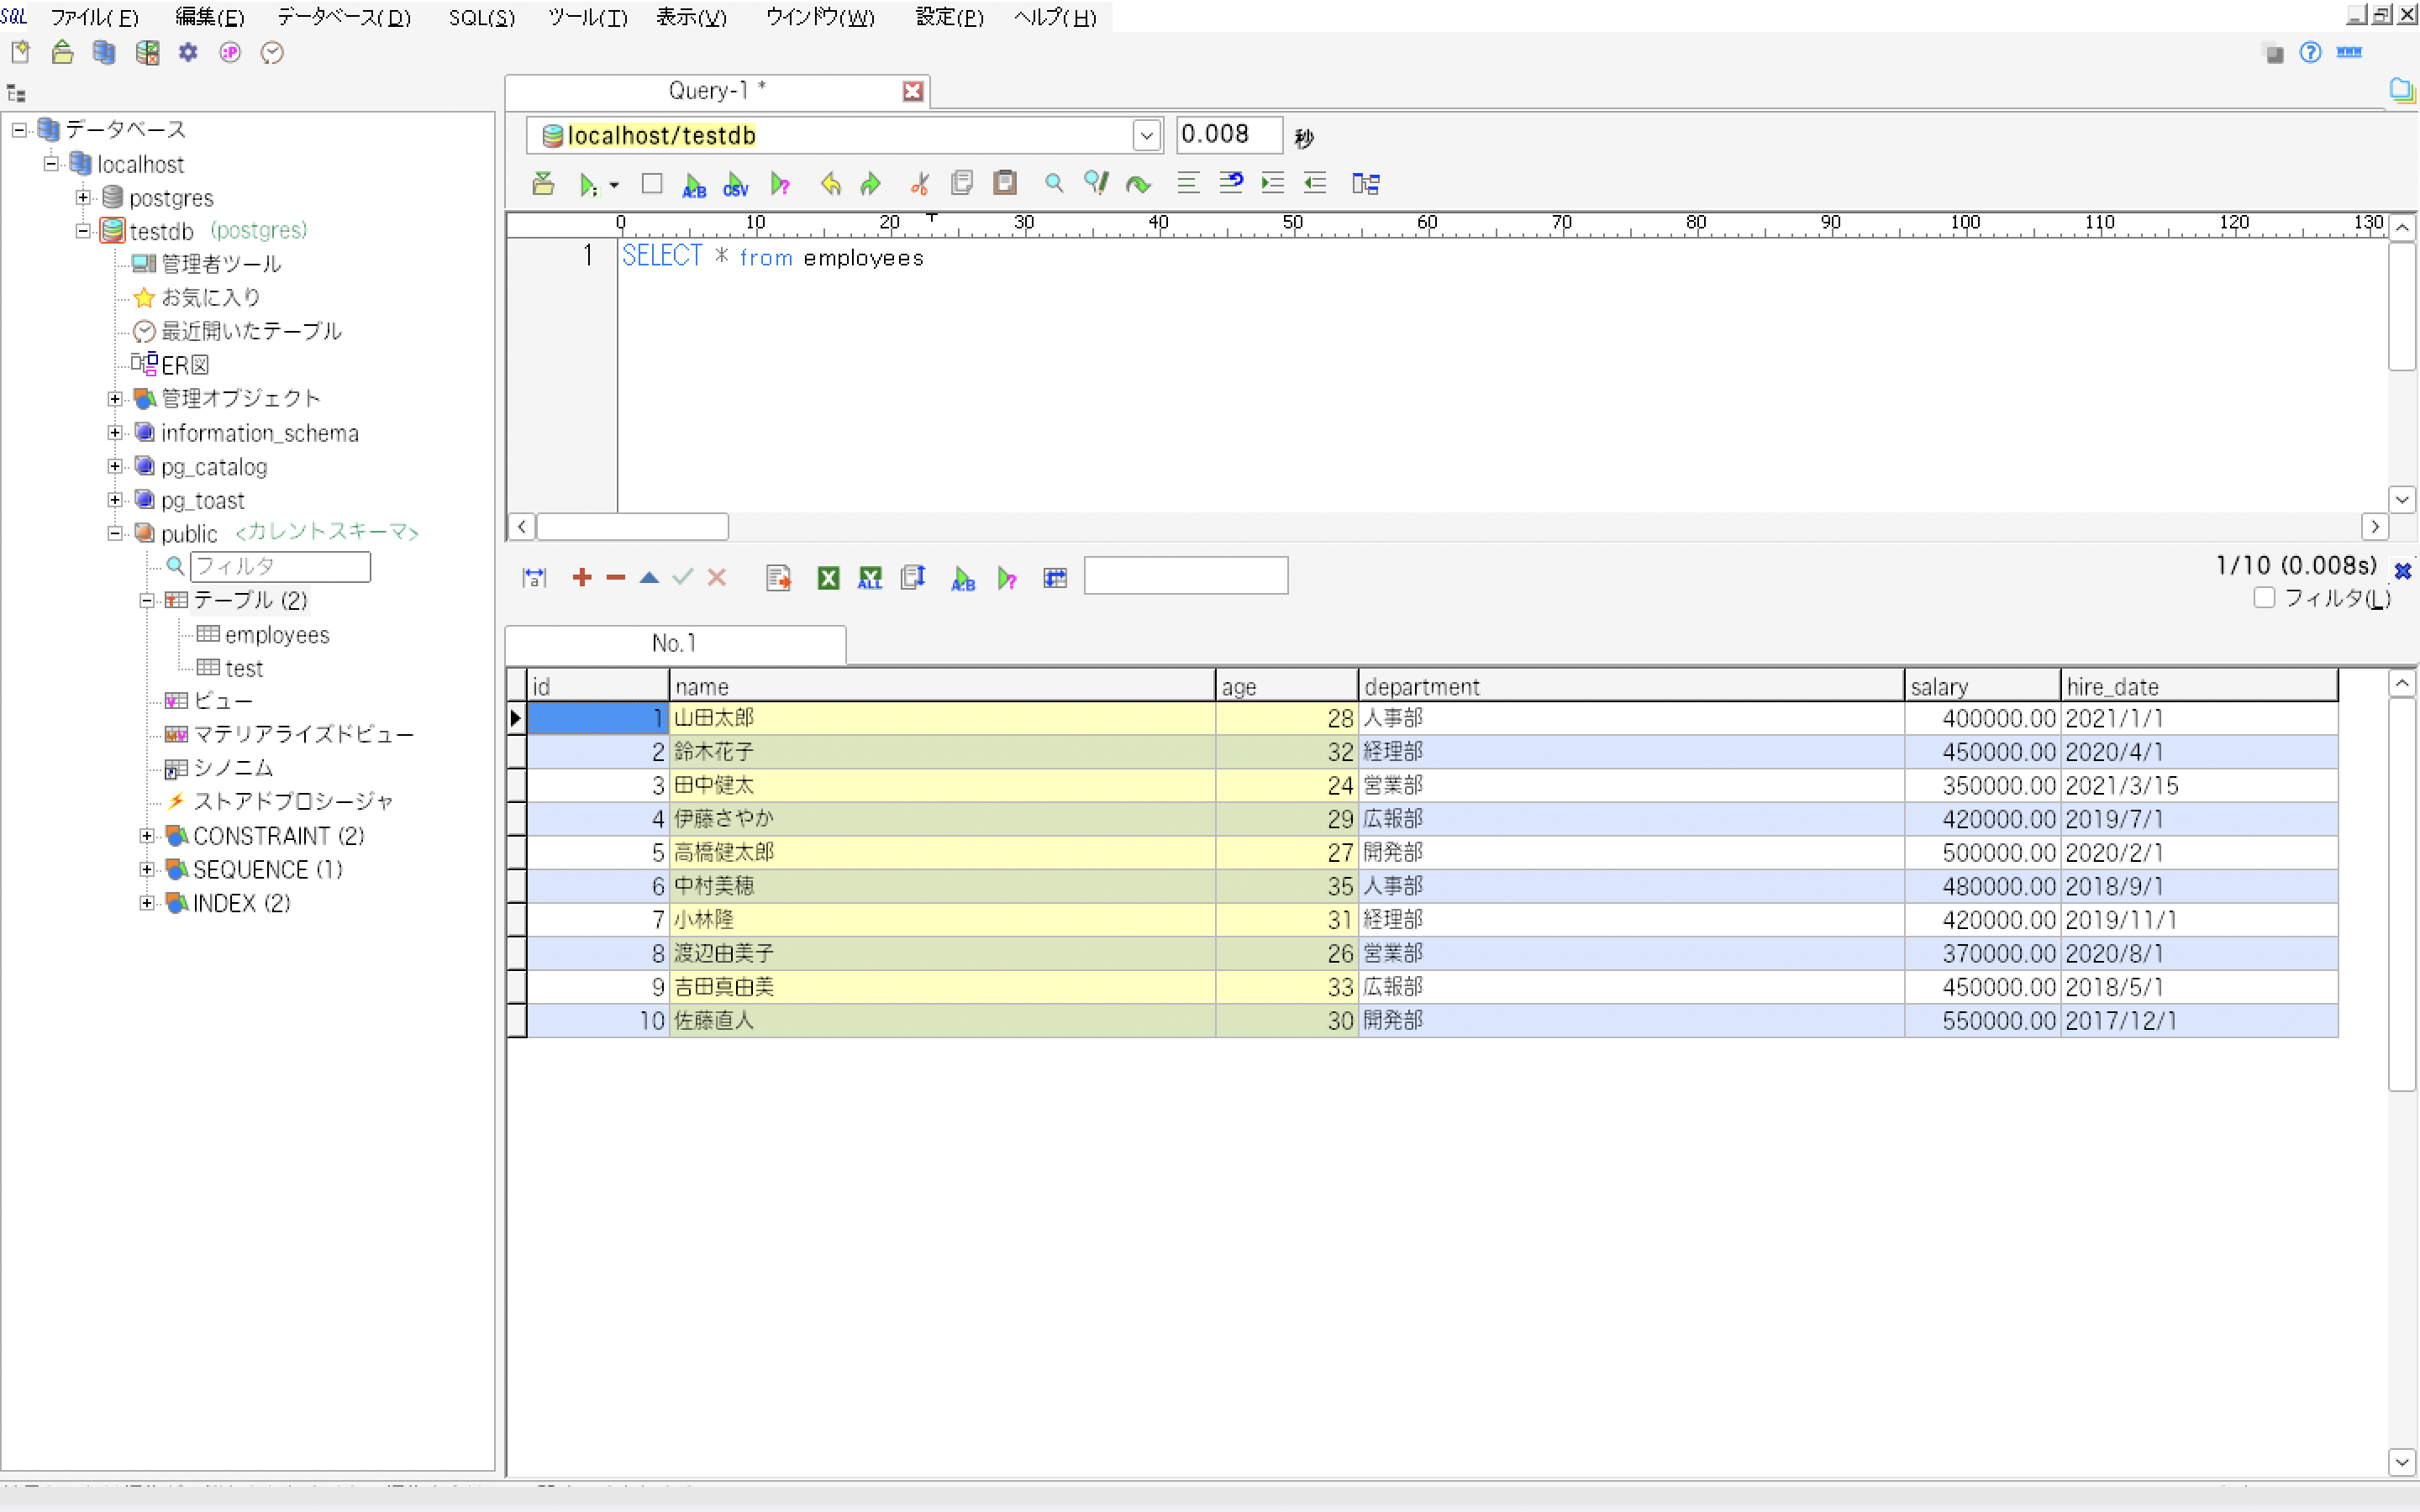 SQL ファイル(F) 編集(E) データベース(D) SQL(S) ツール(T) 表示(V) ウインドウ(W) 設定(P) ヘルプ(H)
Query-1 *
データベース
localhost
postgres
testdb (postgres)
管理者ツール
お気に入り
最近開いたテーブル
ER図
管理オブジェクト
information_schema
pg_catalog
pg_toast
public <カレントスキーマ>
フィルタ
テーブル (2)
employees
test
ビュー
マテリアライズドビュー
シノニム
ストアドプロシージャ
CONSTRAINT (2)
SEQUENCE (1)
INDEX (2)
localhost/testdb 0.008 秒
A:B CSV
0 10 20 30 40 50 60 70 80 90 100 110 120 130
1 SELECT * from employees
a ALL A:B
1/10 (0.008s)
フィルタ(L)
No.1
id name age department salary hire_date
1 山田太郎 28 人事部 400000.00 2021/1/1
2 鈴木花子 32 経理部 450000.00 2020/4/1
3 田中健太 24 営業部 350000.00 2021/3/15
4 伊藤さやか 29 広報部 420000.00 2019/7/1
5 高橋健太郎 27 開発部 500000.00 2020/2/1
6 中村美穂 35 人事部 480000.00 2018/9/1
7 小林隆 31 経理部 420000.00 2019/11/1
8 渡辺由美子 26 営業部 370000.00 2020/8/1
9 吉田真由美 33 広報部 450000.00 2018/5/1
10 佐藤直人 30 開発部 550000.00 2017/12/1